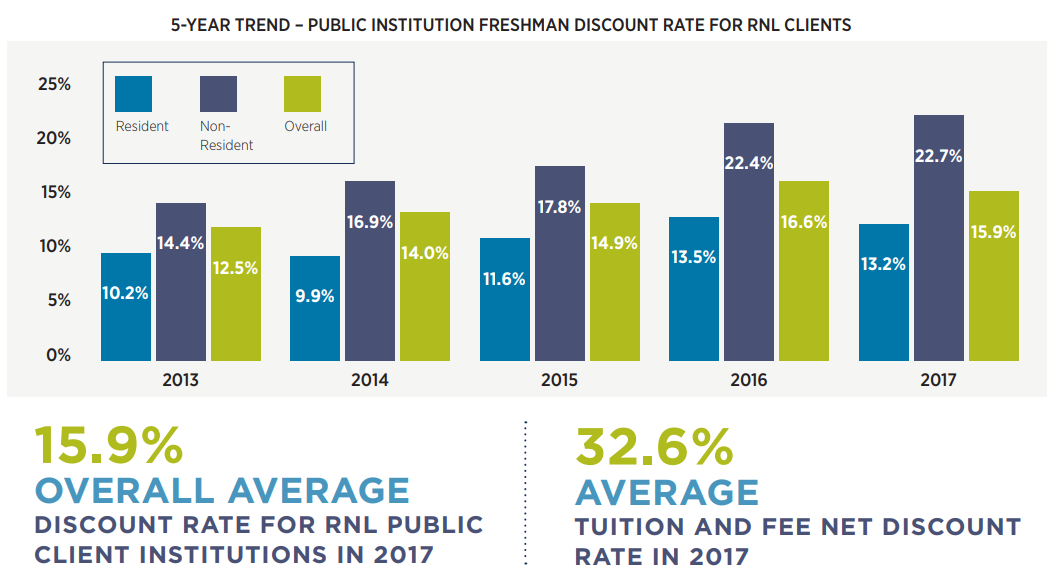 5-YEAR TREND – PUBLIC INSTITUTION FRESHMAN DISCOUNT RATE FOR RNL CLIENTS
25%
20%
15%
10%
5%
0%
Resident
Non-
Resident
Overall
10.2%
14.4%
12.5%
9.9%
16.9%
14.0%
11.6%
17.8%
14.9%
13.5%
22.4%
16.6%
13.2%
22.7%
15.9%
2013
2014
2015
2016
2017
15.9%
OVERALL AVERAGE
DISCOUNT RATE FOR RNL PUBLIC
CLIENT INSTITUTIONS IN 2017
32.6%
AVERAGE
TUITION AND FEE NET DISCOUNT
RATE IN 2017